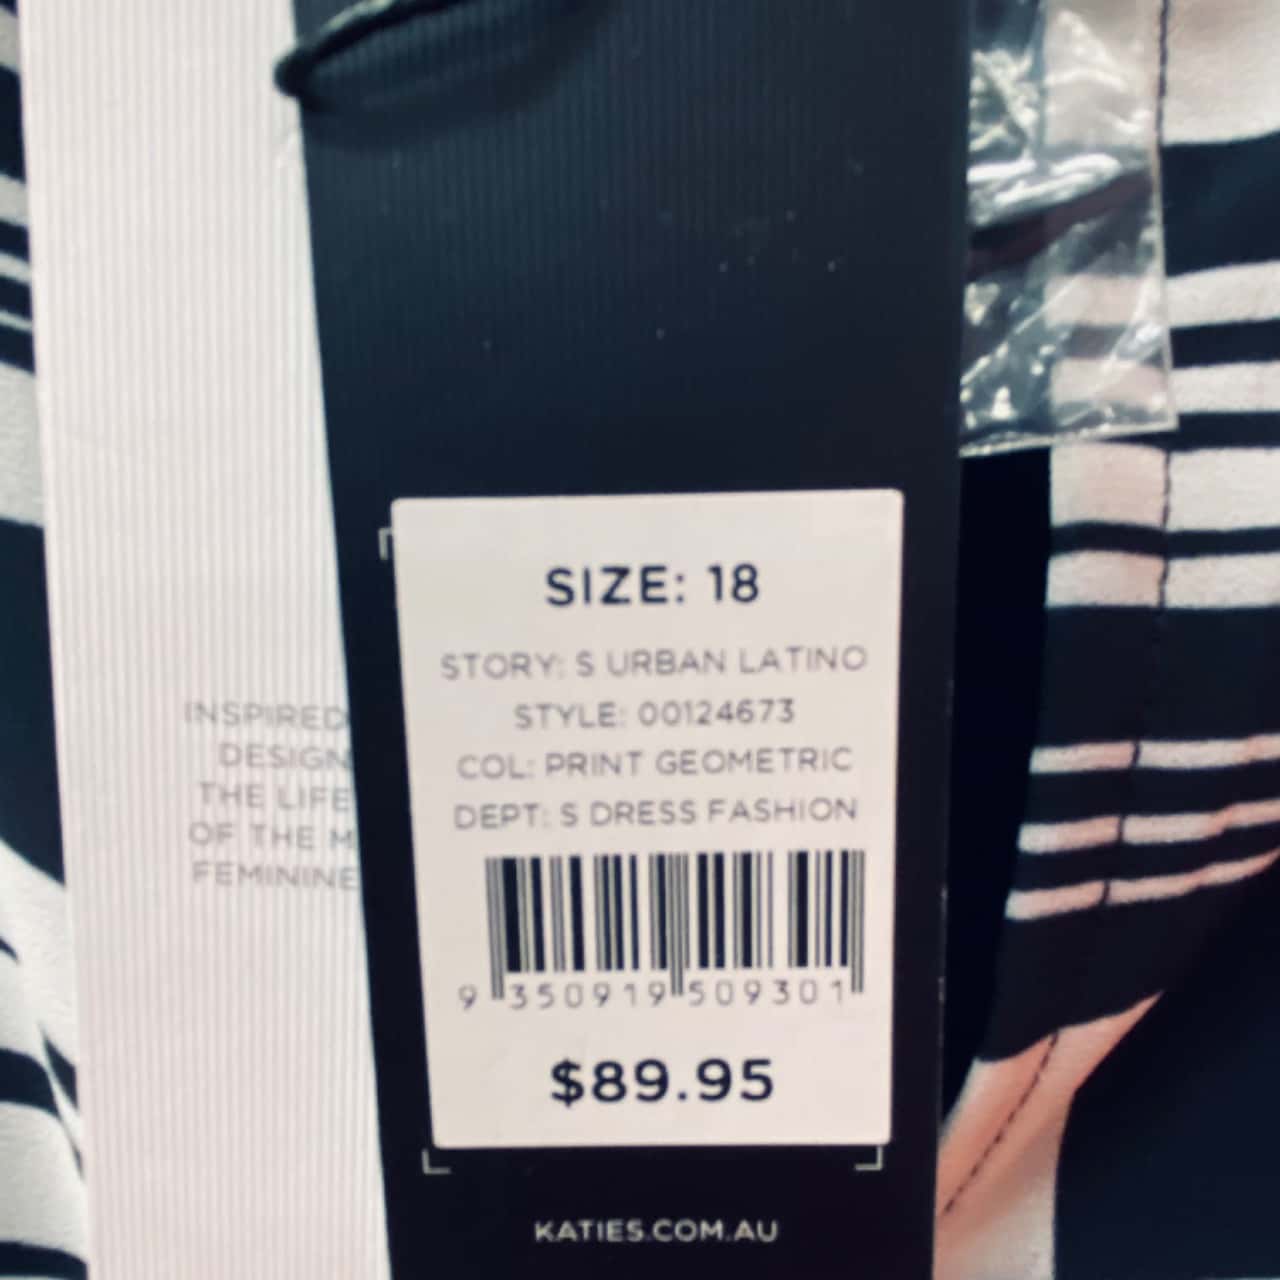 INSPIRED
DESIGN
THE LIFE
OF THE M
FEMININE
SIZE: 18
STORY: S URBAN LATINO
STYLE: 00124673
COL: PRINT GEOMETRIC
DEPT: S DRESS FASHION
9 350919 509301
$89.95
KATIES.COM.AU